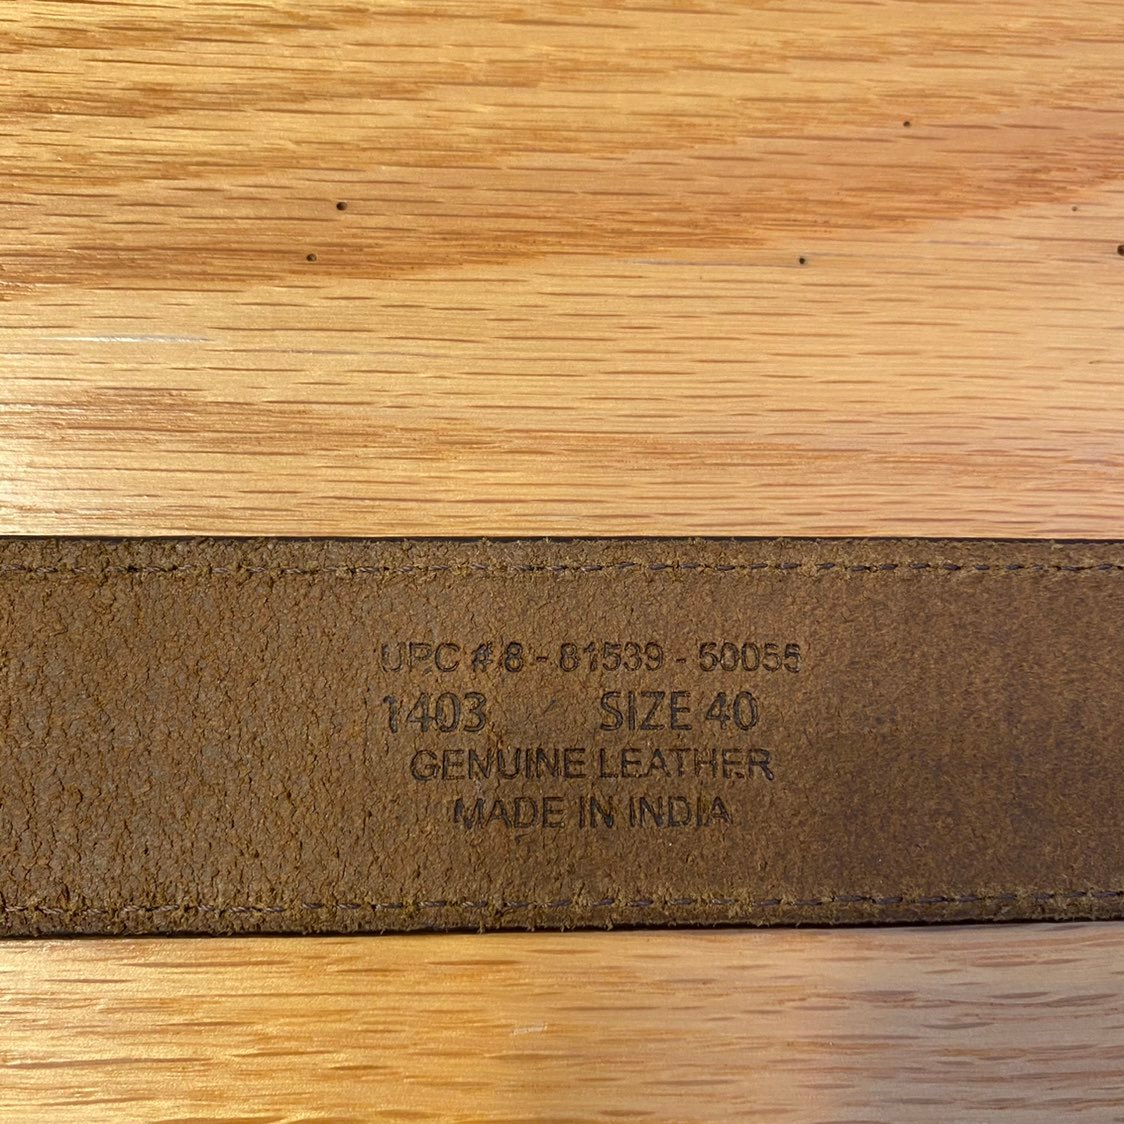 UPC # 8 - 81539 - 50055
1403 SIZE 40
GENUINE LEATHER
MADE IN INDIA